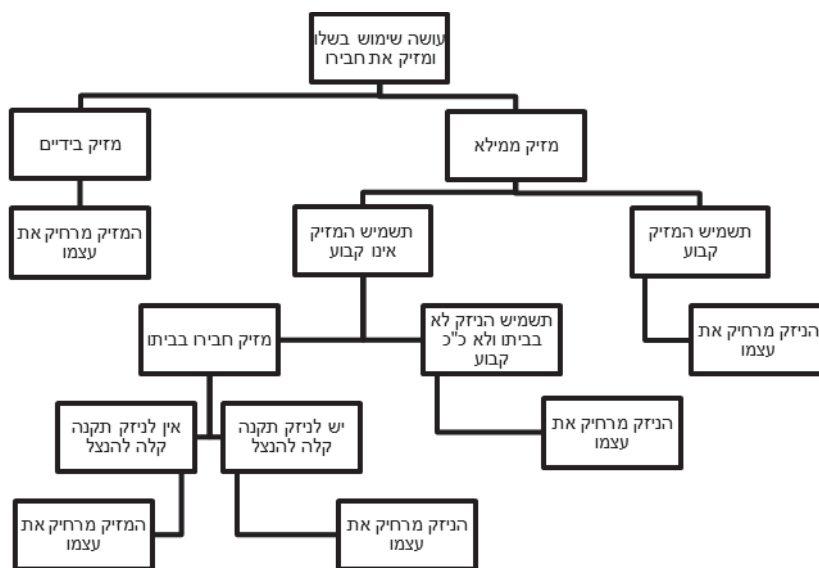 עושה שימוש בשלו
ומזיק את חבירו
מזיק ממילא
מזיק בידיים
תשמיש המזיק
קבוע
תשמיש המזיק
אינו קבוע
המזיק מרחיק את
עצמו
הניזק מרחיק את
עצמו
תשמיש הניזק לא
בביתו ולא כ"כ
קבוע
מזיק חבירו בביתו
הניזק מרחיק את
עצמו
יש לניזק תקנה
קלה להנצל
אין לניזק תקנה
קלה להנצל
הניזק מרחיק את
עצמו
המזיק מרחיק את
עצמו